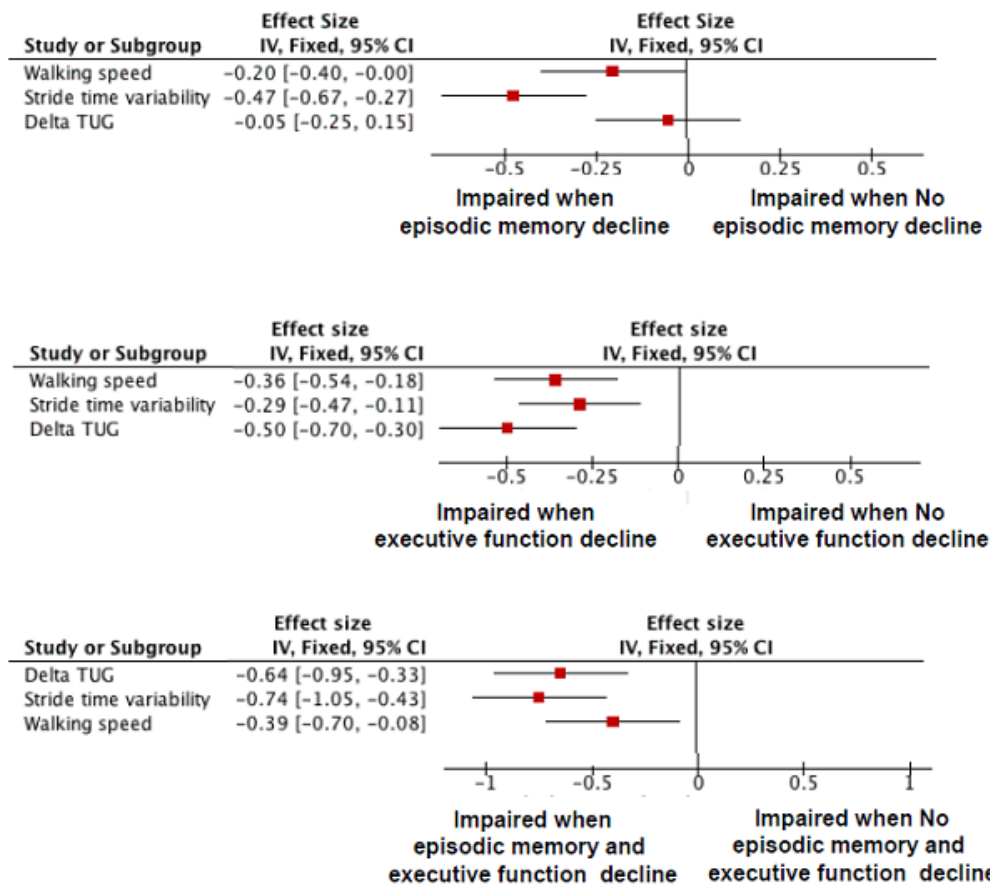 Effect Size Effect Size
Study or Subgroup IV, Fixed, 95% CI IV, Fixed, 95% CI
Walking speed −0.20 [−0.40, −0.00]
Stride time variability −0.47 [−0.67, −0.27]
Delta TUG −0.05 [−0.25, 0.15]
−0.5 −0.25 0 0.25 0.5
Impaired when Impaired when No
episodic memory decline episodic memory decline
Effect size Effect size
Study or Subgroup IV, Fixed, 95% CI IV, Fixed, 95% CI
Walking speed −0.36 [−0.54, −0.18]
Stride time variability −0.29 [−0.47, −0.11]
Delta TUG −0.50 [−0.70, −0.30]
−0.5 −0.25 0 0.25 0.5
Impaired when Impaired when No
executive function decline executive function decline
Effect size Effect size
Study or Subgroup IV, Fixed, 95% CI IV, Fixed, 95% CI
Delta TUG −0.64 [−0.95, −0.33]
Stride time variability −0.74 [−1.05, −0.43]
Walking speed −0.39 [−0.70, −0.08]
−1 −0.5 0 0.5 1
Impaired when Impaired when No
episodic memory and episodic memory and
executive function decline executive function decline